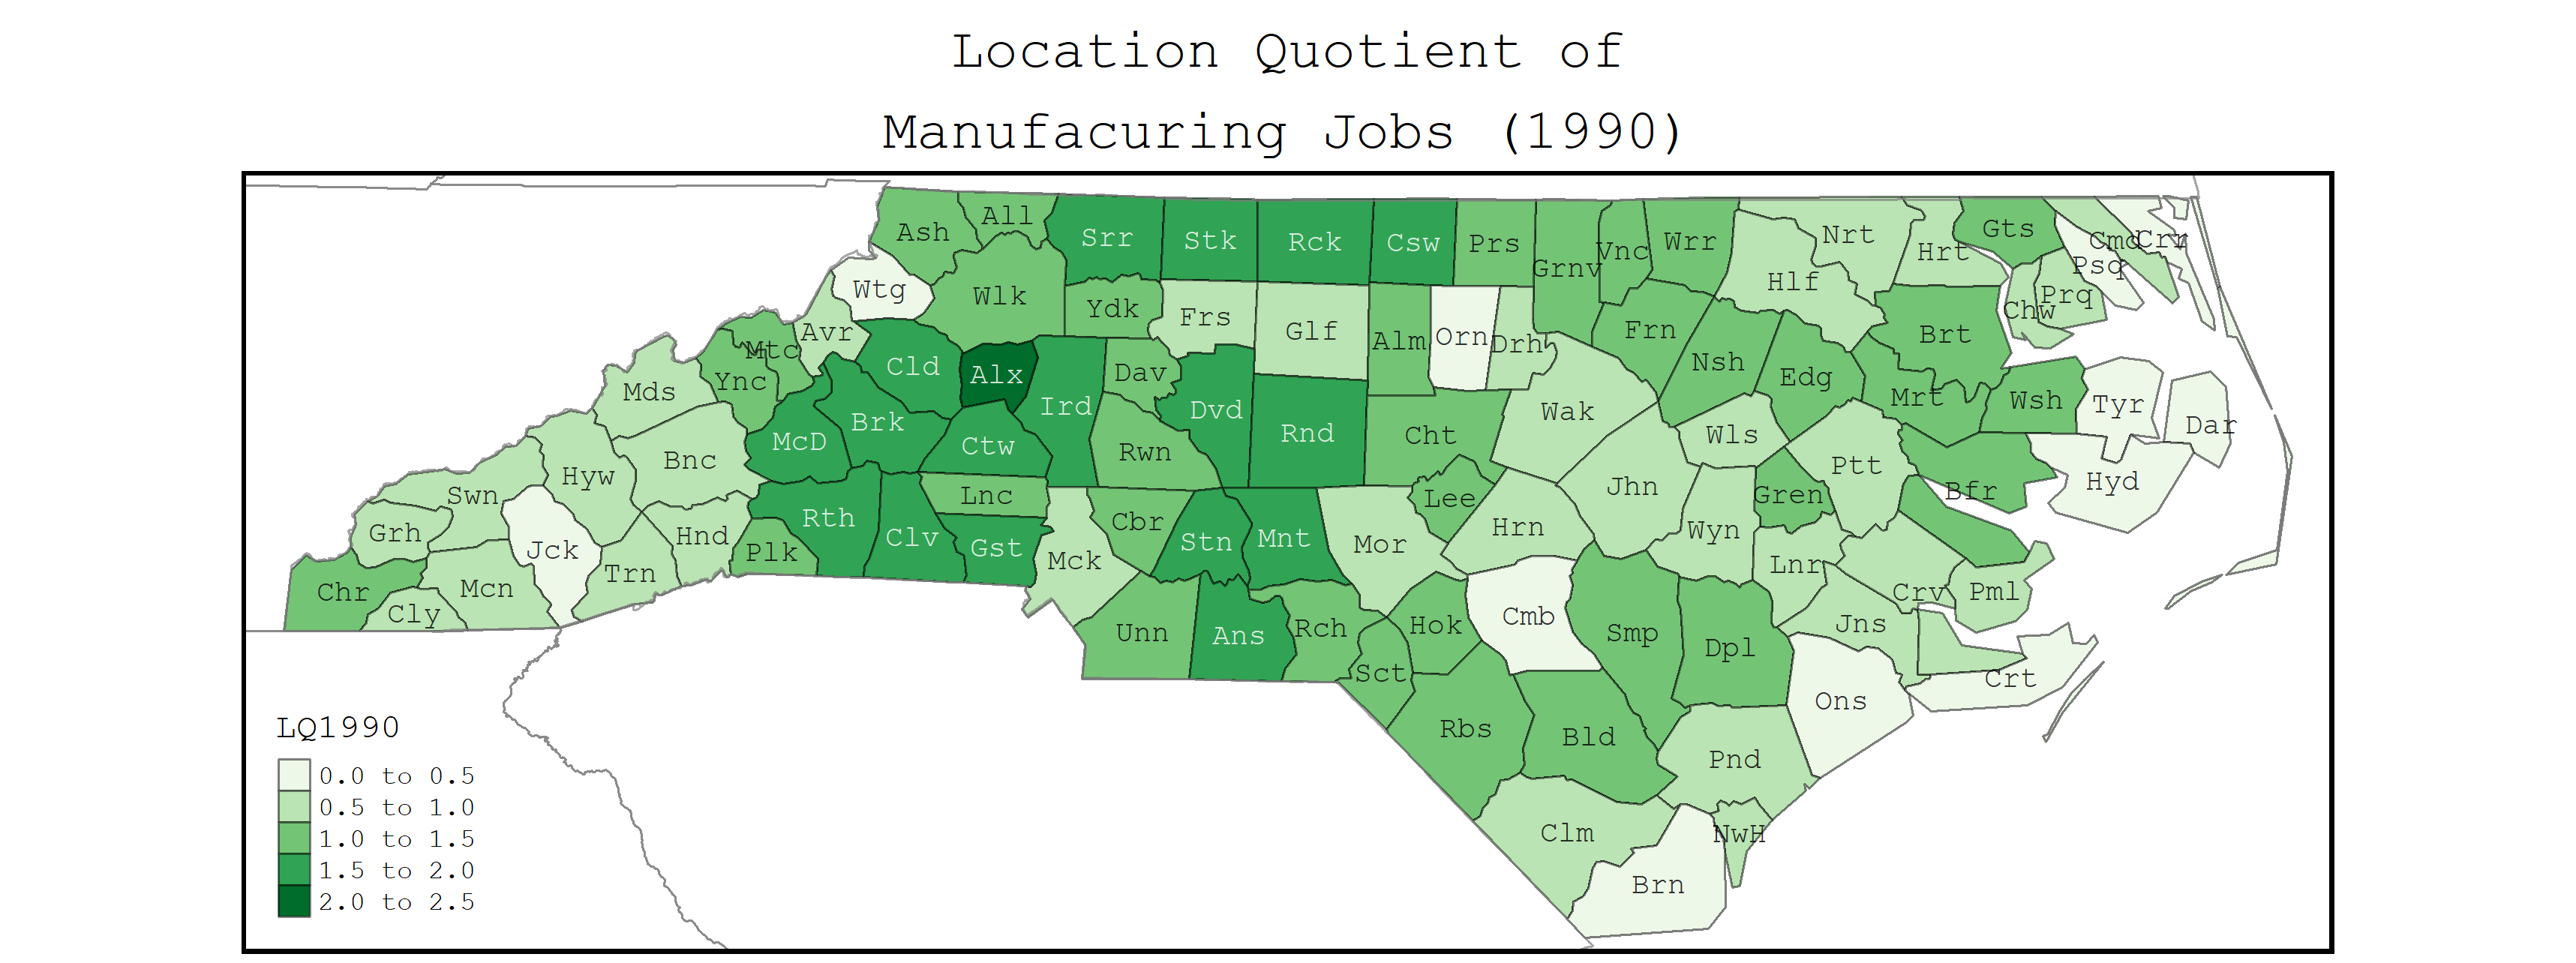 Location Quotient of
Manufacuring Jobs (1990)
Ash
All
Srr
Stk
Rck
Csw
Prs
Grnv
Vnc
Wrr
Nrt
Hrt
Gts
Cmd
Crr
Psq
Prq
Chw
Wtg
Wlk
Ydk
Frs
Glf
Alm
Orn
Drh
Frn
Hlf
Brt
Avr
Mtc
Ync
Mds
Cld
Alx
Ird
Dav
Dvd
Rnd
Cht
Wak
Nsh
Edg
Mrt
Wsh
Tyr
Dar
McD
Brk
Ctw
Rwn
Wls
Ptt
Hyd
Bfr
Bnc
Hyw
Swn
Grh
Jck
Hnd
Trn
Rth
Clv
Lnc
Gst
Plk
Mck
Cbr
Stn
Mnt
Mor
Lee
Hrn
Jhn
Wyn
Gren
Lnr
Crv
Pml
Chr
Cly
Mcn
Unn
Ans
Rch
Hok
Sct
Cmb
Smp
Dpl
Jns
Ons
Crt
Rbs
Bld
Pnd
Clm
NwH
Brn
LQ1990
0.0 to 0.5
0.5 to 1.0
1.0 to 1.5
1.5 to 2.0
2.0 to 2.5